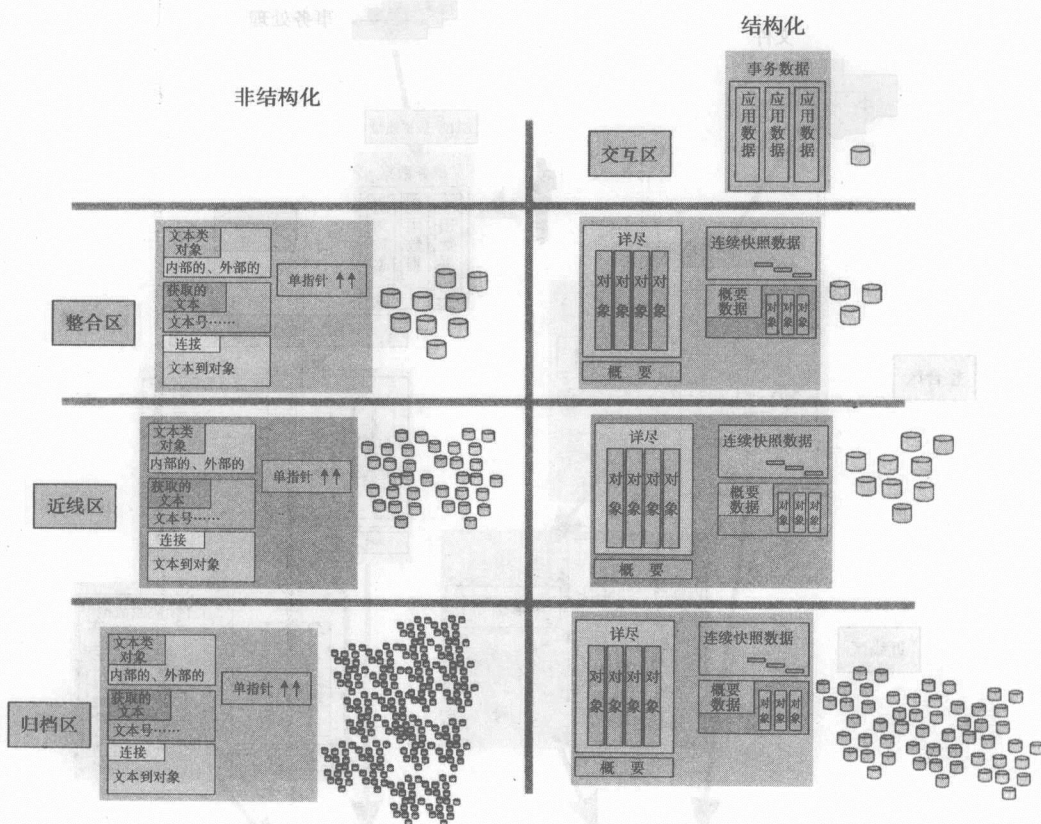 事务处理
结构化
非结构化
事务数据
应用数据
应用数据
应用数据
交互区
文本类
对象
内部的、外部的
获取的
文本
文本号……
连接
文本到对象
单指针
整合区
详尽
对象
对象
对象
对象
概 要
连续快照数据
概要
数据
对象
对象
对象
文本类
对象
内部的、外部的
获取的
文本
文本号……
连接
文本到对象
单指针
近线区
详尽
对象
对象
对象
对象
概 要
连续快照数据
概要
数据
对象
对象
对象
文本类
对象
内部的、外部的
获取的
文本
文本号……
连接
文本到对象
单指针
归档区
详尽
对象
对象
对象
对象
概 要
连续快照数据
概要
数据
对象
对象
对象